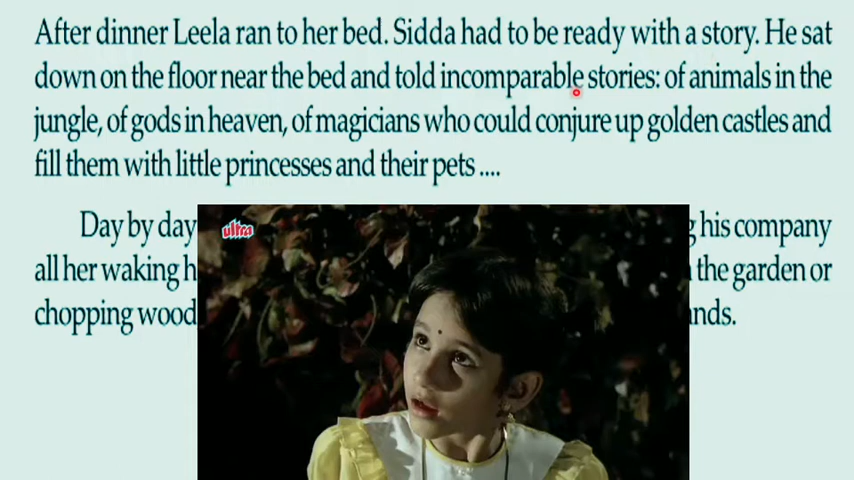 After dinner Leela ran to her bed. Sidda had to be ready with a story. He sat
down on the floor near the bed and told incomparable stories: of animals in the
jungle, of gods in heaven, of magicians who could conjure up golden castles and
fill them with little princesses and their pets ....
Day by day his company
all her waking the garden or
chopping wood
ultra